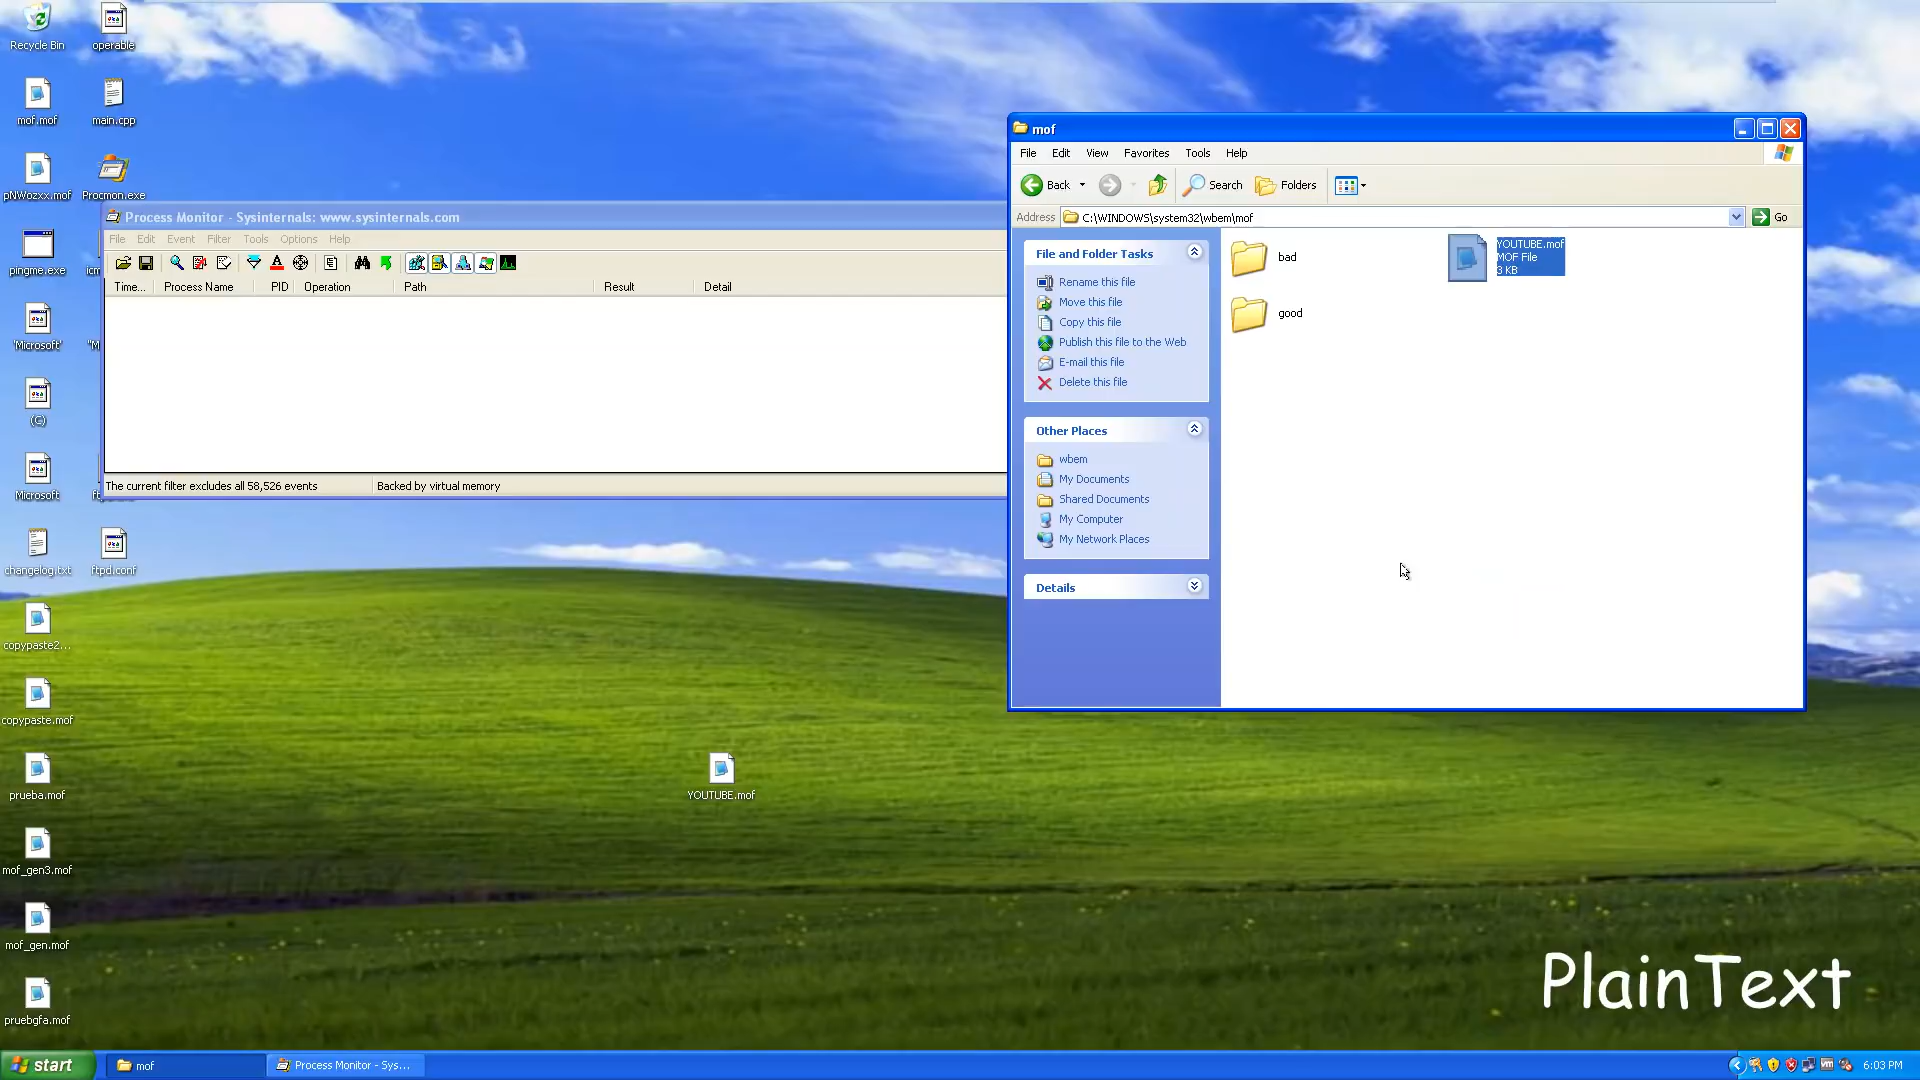 Recycle Bin
operable
mof.mof
main.cpp
pNWozxx.mof
Procmon.exe
pingme.exe
'Microsoft'
(C)
Microsoft
changelog.txt
ftpd.conf
copypaste2...
copypaste.mof
prueba.mof
mof_gen3.mof
mof_gen.mof
pruebgfa.mof
Process Monitor - Sysinternals: www.sysinternals.com
File Edit Event Filter Tools Options Help
Time... Process Name PID Operation Path Result Detail
The current filter excludes all 58,526 events Backed by virtual memory
mof
File Edit View Favorites Tools Help
Back Search Folders
Address C:\WINDOWS\system32\wbem\mof Go
File and Folder Tasks
Rename this file
Move this file
Copy this file
Publish this file to the Web
E-mail this file
Delete this file
Other Places
wbem
My Documents
Shared Documents
My Computer
My Network Places
Details
bad
good
YOUTUBE.mof
MOF File
3 KB
YOUTUBE.mof
PlainText
start mof Process Monitor - Sys... 6:03 PM